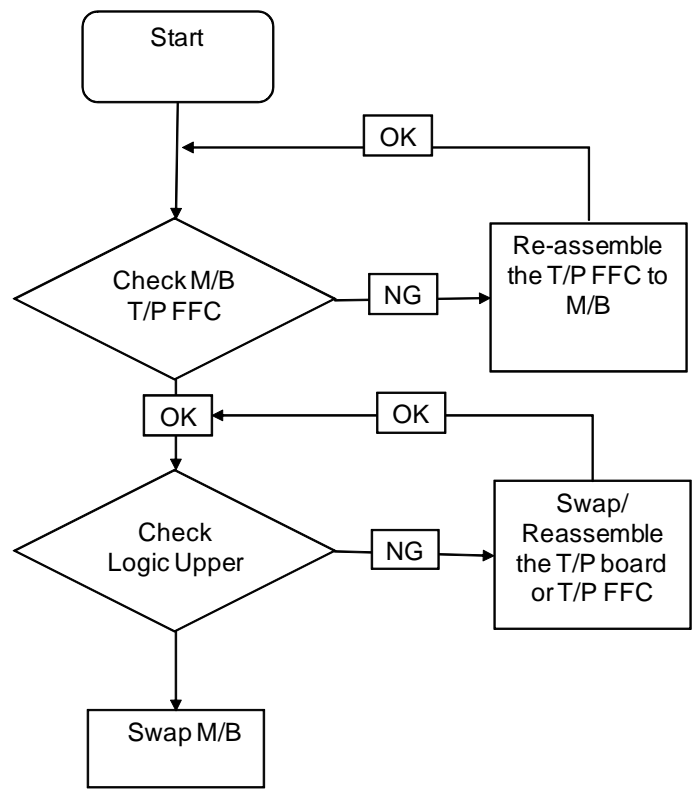 Start
OK
Check M/B
T/P FFC
NG
Re-assemble
the T/P FFC to
M/B
OK
OK
Check
Logic Upper
NG
Swap/
Reassemble
the T/P board
or T/P FFC
Swap M/B